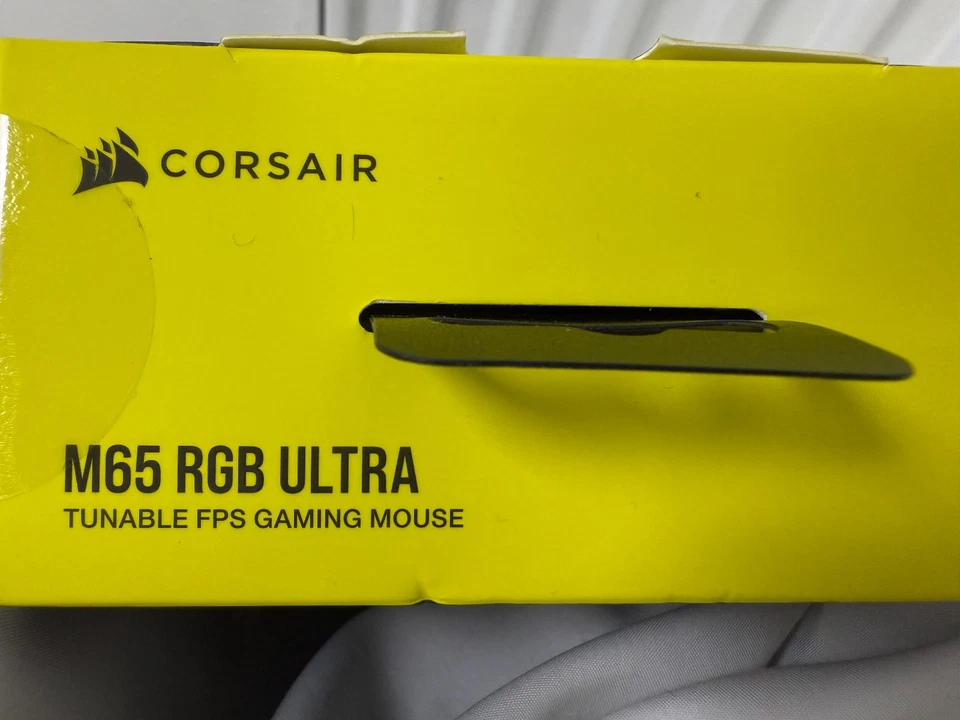 CORSAIR
M65 RGB ULTRA
TUNABLE FPS GAMING MOUSE